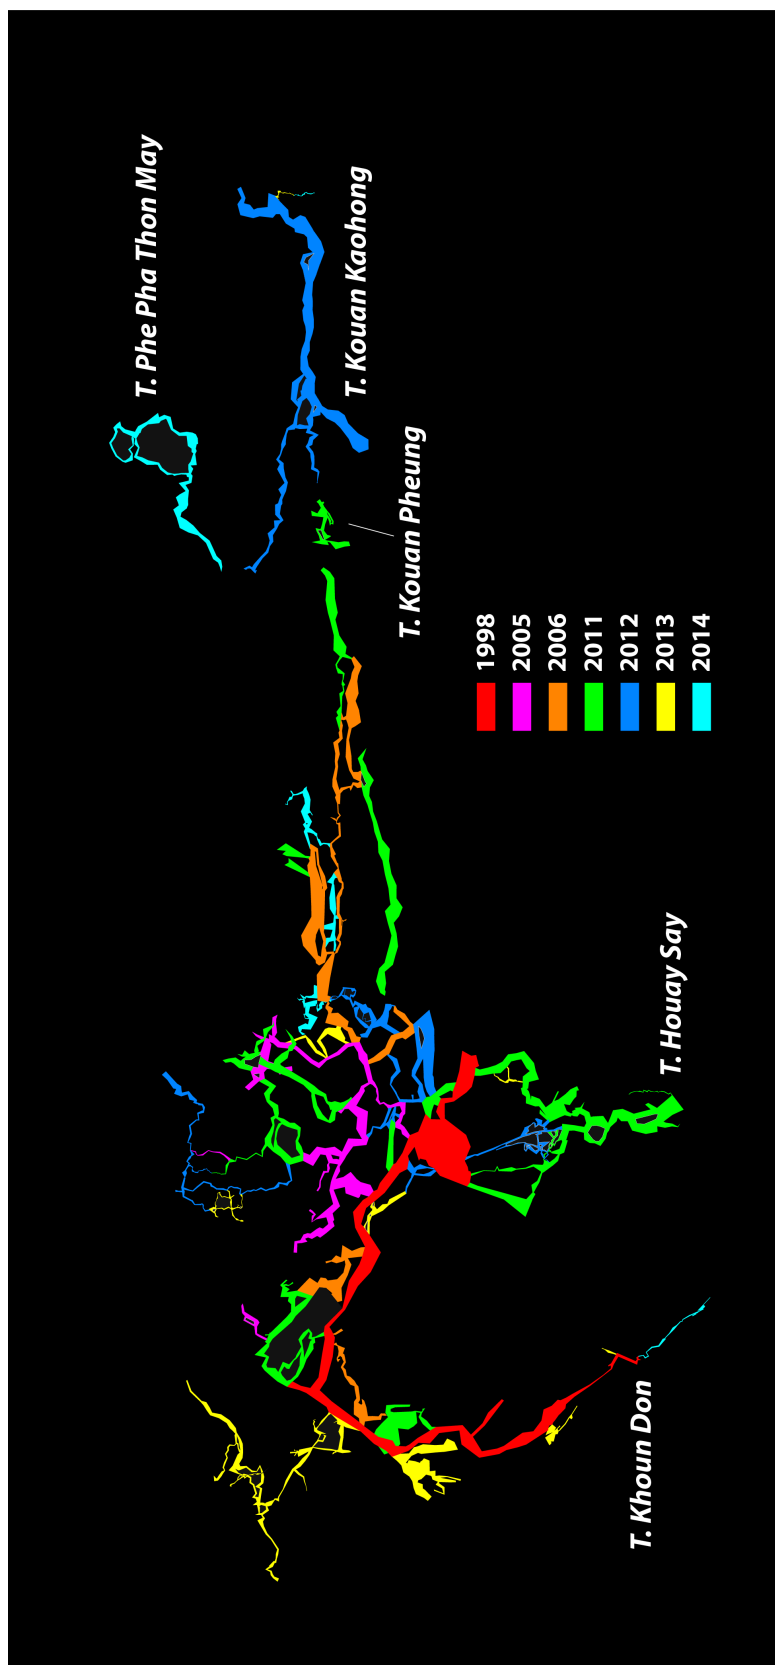 T. Phe Pha Thon May
T. Kouan Kaohong
T. Kouan Pheung
1998
2005
2006
2011
2012
2013
2014
T. Houay Say
T. Khoun Don